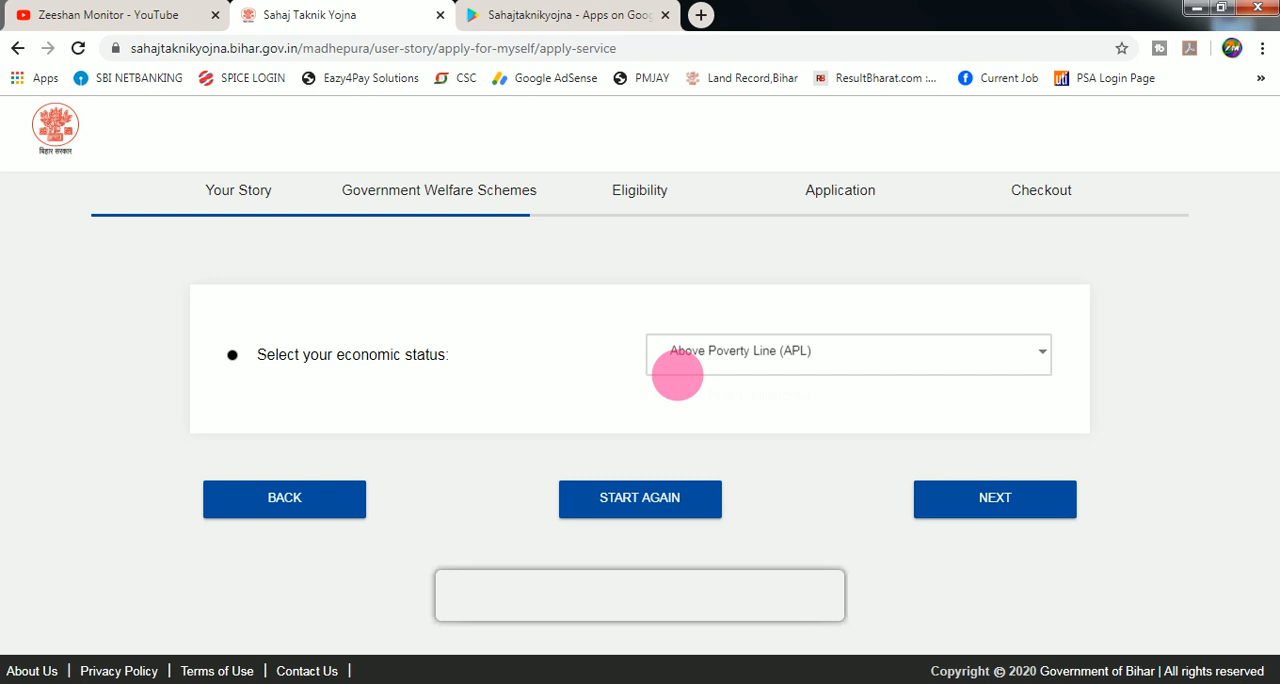 Zeeshan Monitor - YouTube
Sahaj Taknik Yojna
Sahajtaknikyojna - Apps on Goo
sahajtaknikyojna.bihar.gov.in/madhepura/user-story/apply-for-myself/apply-service
Apps
SBI NETBANKING
SPICE LOGIN
Eazy4Pay Solutions
CSC
Google AdSense
PMJAY
Land Record,Bihar
RB
ResultBharat.com :...
Current Job
uti
PSA Login Page
»
बिहार सरकार
Your Story
Government Welfare Schemes
Eligibility
Application
Checkout
Select your economic status:
Above Poverty Line (APL)
BACK
START AGAIN
NEXT
About Us | Privacy Policy | Terms of Use | Contact Us |
Copyright © 2020 Government of Bihar | All rights reserved